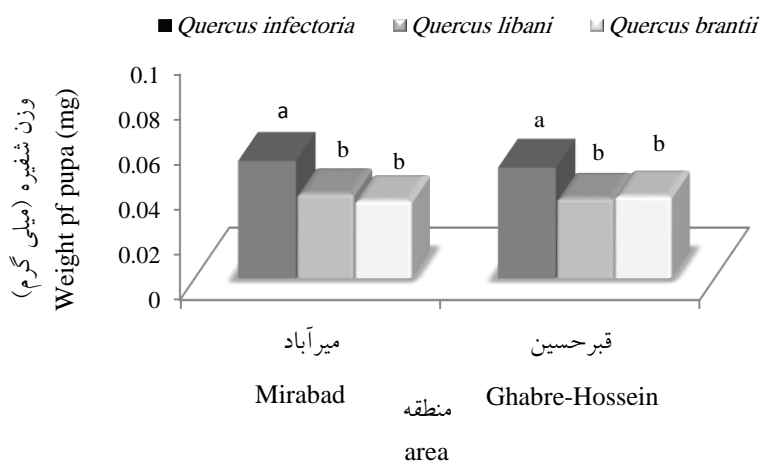 Quercus infectoria Quercus libani Quercus brantii
وزن شفیره (میلی گرم)
Weight pf pupa (mg)
0.1
0.08
0.06
0.04
0.02
0
a b b a b b
میرآباد قبرحسین
Mirabad Ghabre-Hossein
منطقه
area